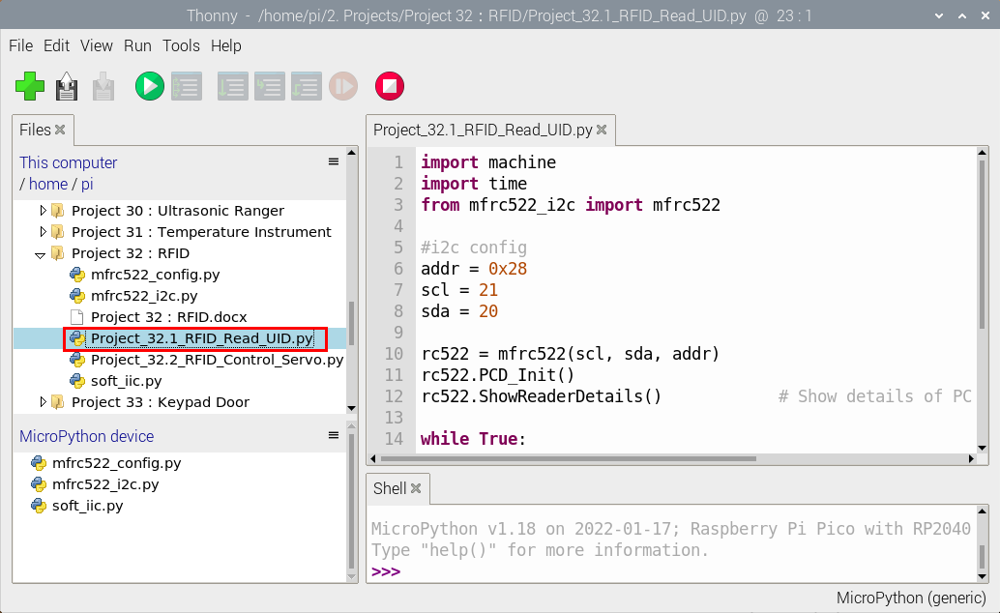 Thonny - /home/pi/2. Projects/Project 32 : RFID/Project_32.1_RFID_Read_UID.py @ 23 : 1
File Edit View Run Tools Help
Files
This computer
/ home / pi
Project 30 : Ultrasonic Ranger
Project 31 : Temperature Instrument
Project 32 : RFID
mfrc522_config.py
mfrc522_i2c.py
Project 32 : RFID.docx
Project_32.1_RFID_Read_UID.py
Project_32.2_RFID_Control_Servo.py
soft_iic.py
Project 33 : Keypad Door
MicroPython device
mfrc522_config.py
mfrc522_i2c.py
soft_iic.py
Project_32.1_RFID_Read_UID.py
1 import machine
2 import time
3 from mfrc522_i2c import mfrc522
4
5 #i2c config
6 addr = 0x28
7 scl = 21
8 sda = 20
9
10 rc522 = mfrc522(scl, sda, addr)
11 rc522.PCD_Init()
12 rc522.ShowReaderDetails() # Show details of PC
13
14 while True:
Shell
MicroPython v1.18 on 2022-01-17; Raspberry Pi Pico with RP2040
Type "help()" for more information.
>>>
MicroPython (generic)